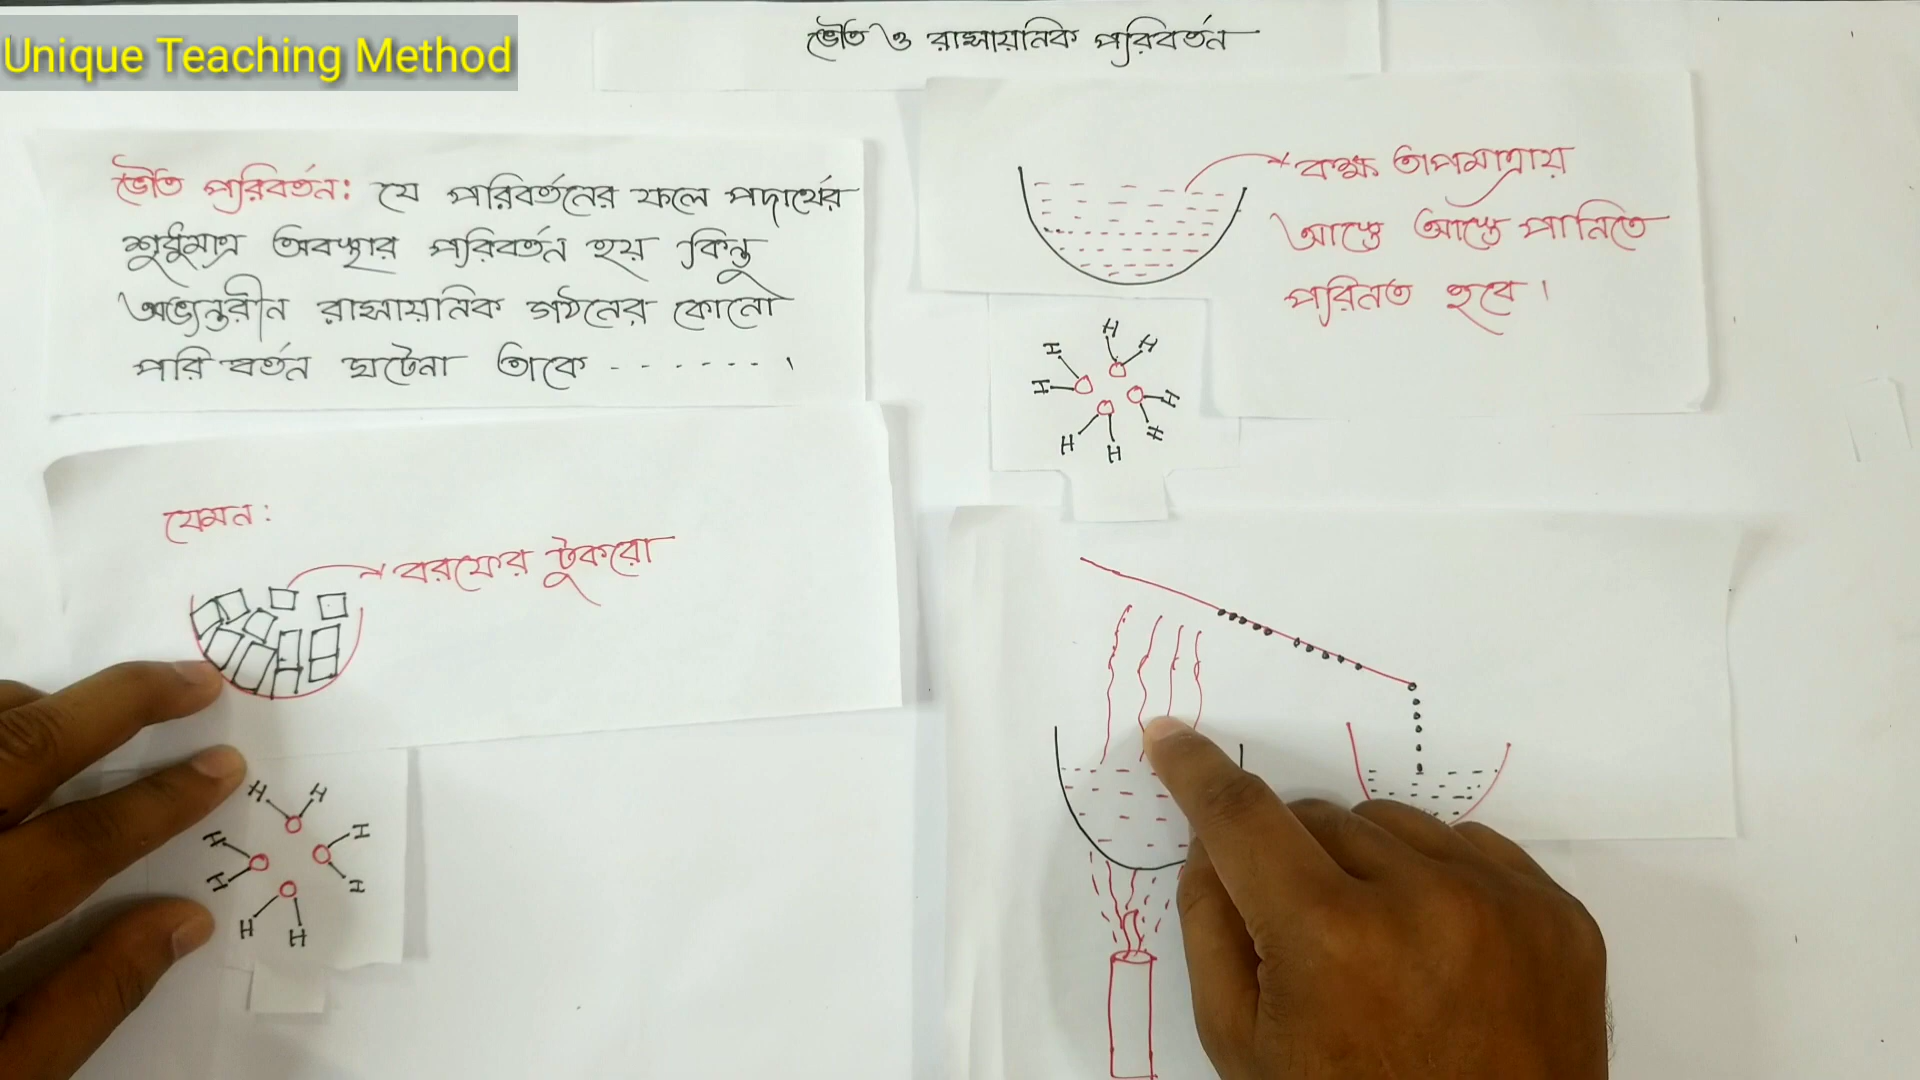 Unique Teaching Method
ভৌত ও রাসায়নিক পরিবর্তন
ভৌত পরিবর্তন: যে পরিবর্তনের ফলে পদার্থের
শুধুমাত্র অবস্থার পরিবর্তন হয় কিন্তু
অভ্যন্তরীন রাসায়নিক গঠনের কোনো
পরিবর্তন ঘটেনা তাকে - - - - - - ।
কক্ষ তাপমাত্রায়
আস্তে আস্তে পানিতে
পরিনত হবে।
H H
H
H O O
O O H
H H H
যেমন:
বরফের টুকরো
H H
O
H H
O O
H O H
H H